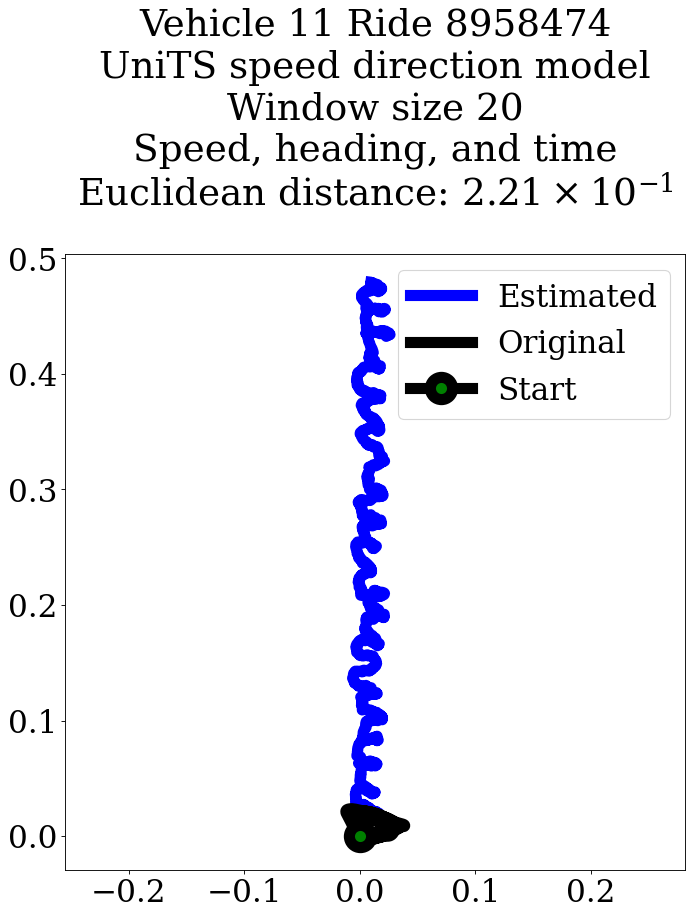 Vehicle 11 Ride 8958474
UniTS speed direction model
Window size 20
Speed, heading, and time
Euclidean distance: 2.21 × 10⁻¹
0.5
0.4
0.3
0.2
0.1
0.0
Estimated
Original
Start
−0.2 −0.1 0.0 0.1 0.2